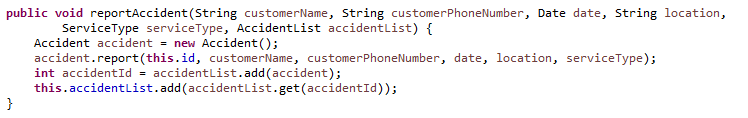 public void reportAccident(String customerName, String customerPhoneNumber, Date date, String location,
        ServiceType serviceType, AccidentList accidentList) {
    Accident accident = new Accident();
    accident.report(this.id, customerName, customerPhoneNumber, date, location, serviceType);
    int accidentId = accidentList.add(accident);
    this.accidentList.add(accidentList.get(accidentId));
}